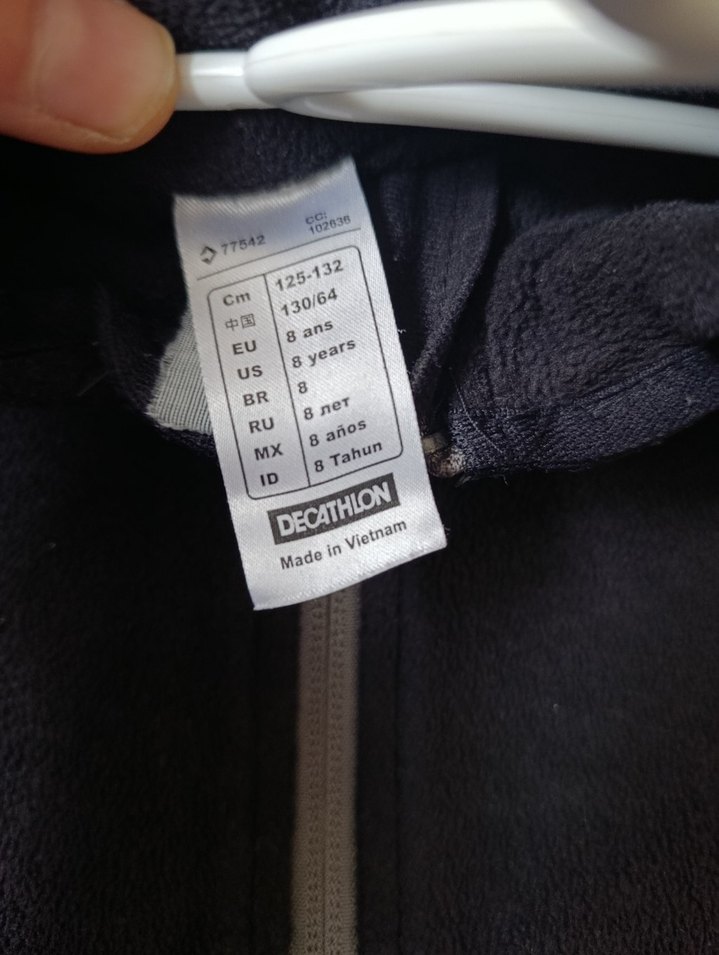 77542
CC:
102636
Cm 125-132
中国 130/64
EU 8 ans
US 8 years
BR 8
RU 8 лет
MX 8 años
ID 8 Tahun
DECATHLON
Made in Vietnam